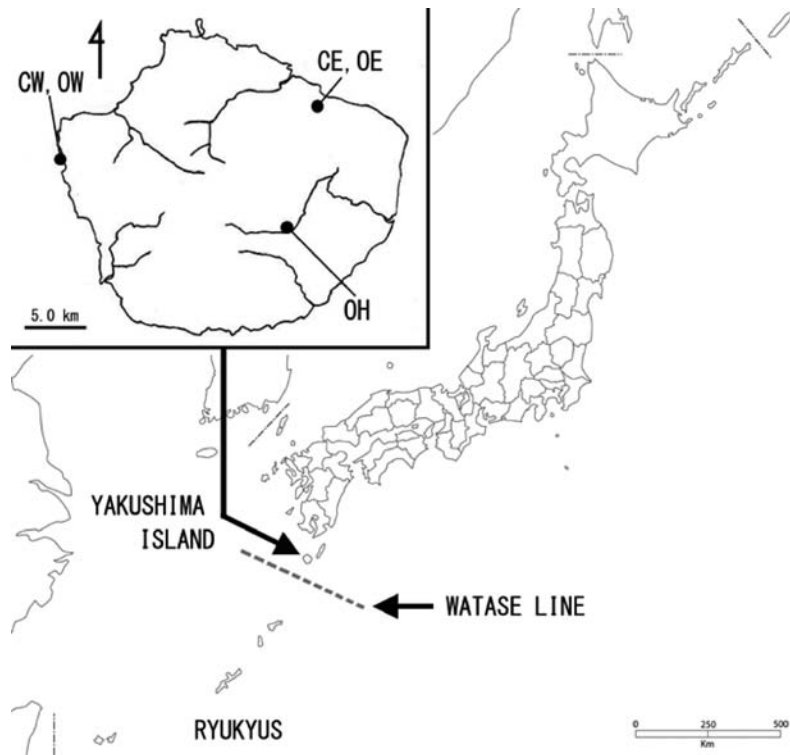 CW, OW
CE, OE
OH
5.0 km
YAKUSHIMA
ISLAND
WATASE LINE
RYUKYUS
0 250 500
Km